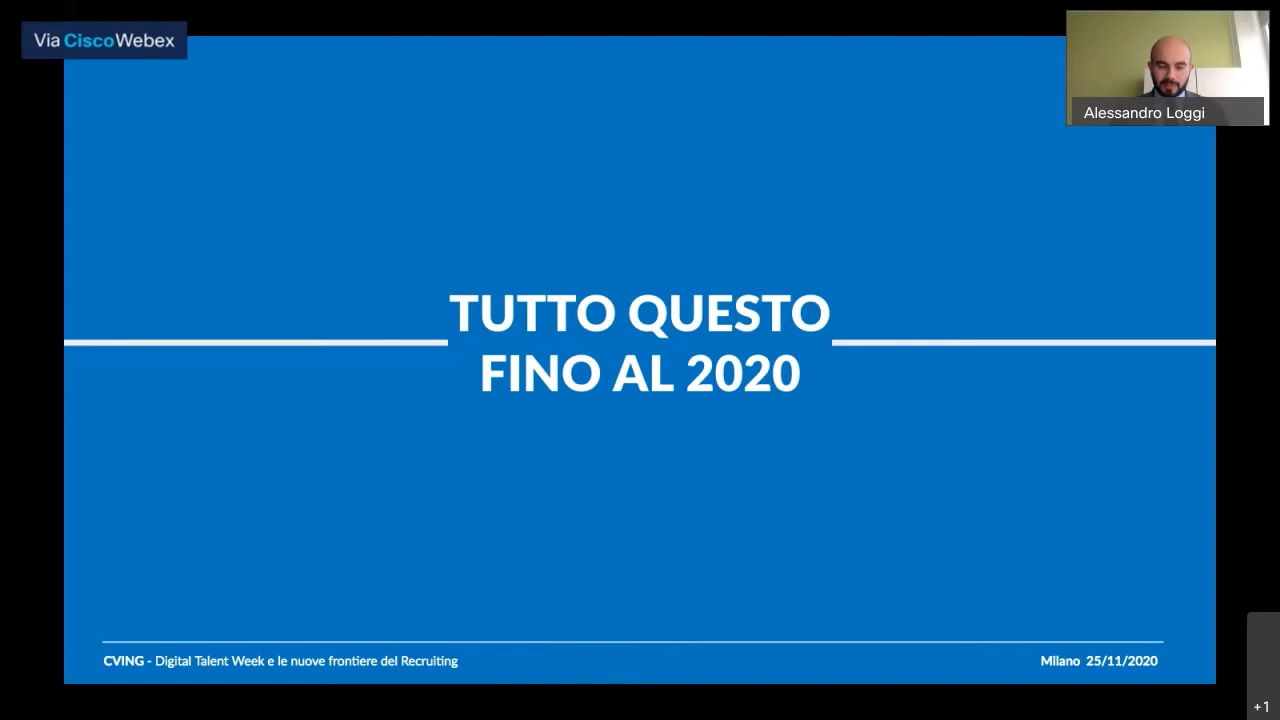 Via CiscoWebex
Alessandro Loggi
TUTTO QUESTO
FINO AL 2020
CVING - Digital Talent Week e le nuove frontiere del Recruiting
Milano 25/11/2020
+1